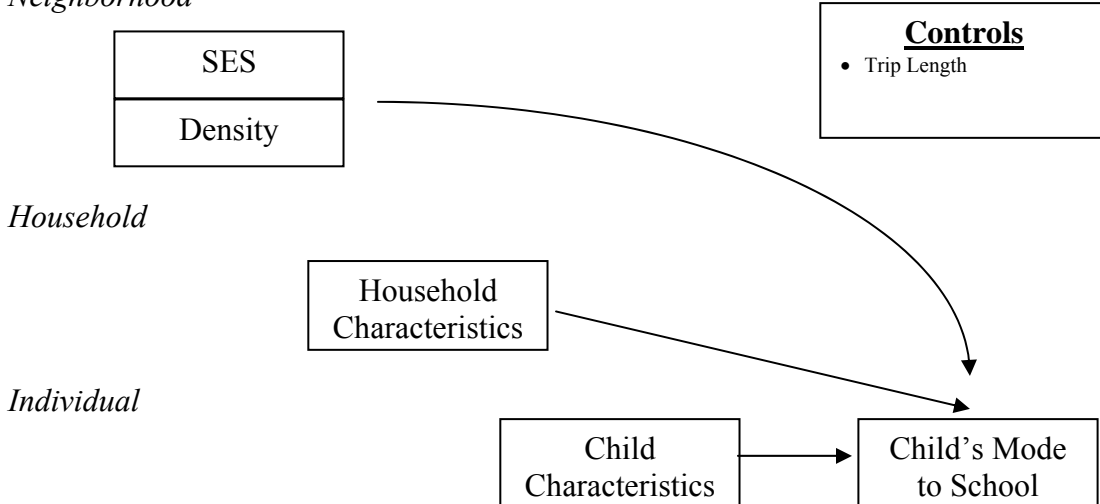 Neighborhood
Controls
• Trip Length
SES
Density
Household
Household
Characteristics
Individual
Child
Characteristics
Child’s Mode
to School